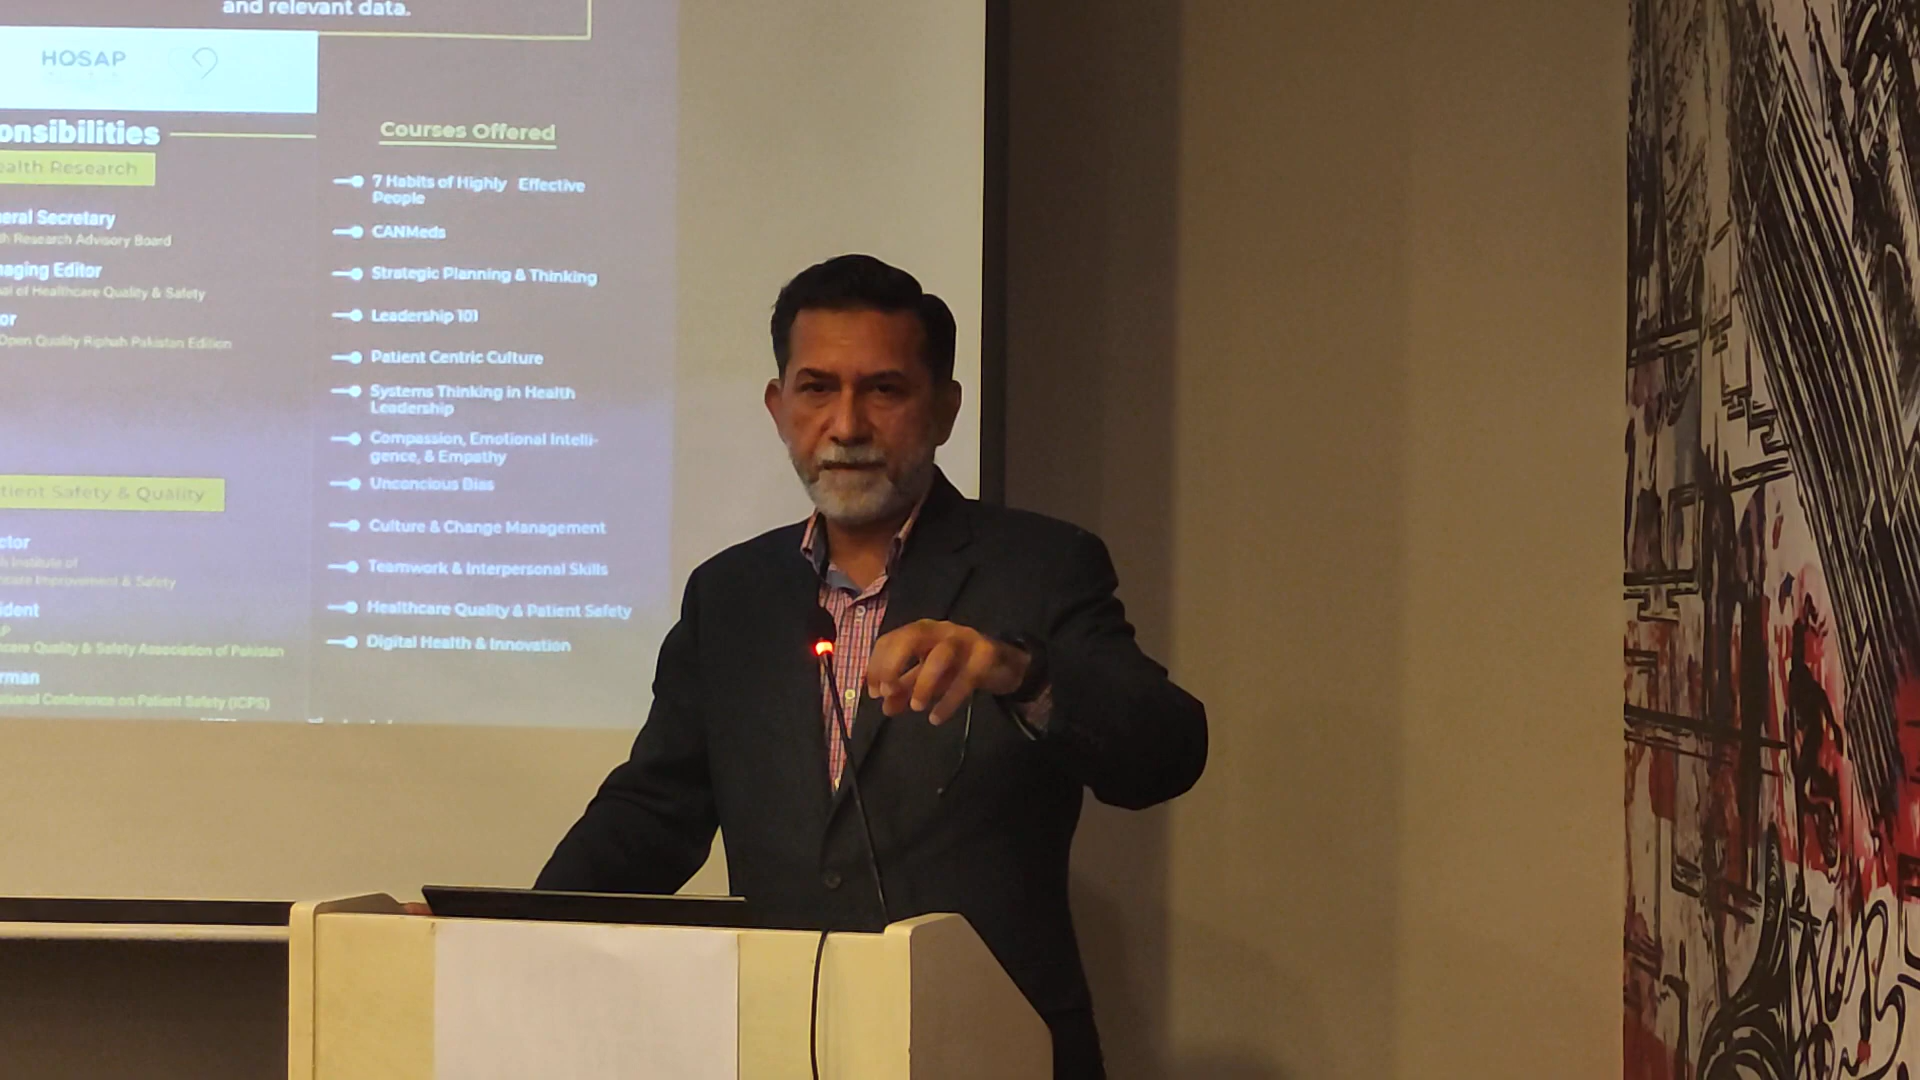 and relevant data.
HOSAP
onsibilities
ealth Research
neral Secretary
th Research Advisory Board
naging Editor
nal of Healthcare Quality & Safety
or
Open Quality Riphah Pakistan Edition
tient Safety & Quality
ctor
h Institute of
hcare Improvement & Safety
ident
care Quality & Safety Association of Pakistan
rman
ational Conference on Patient Safety (ICPS)
Courses Offered
7 Habits of Highly Effective
People
CANMeds
Strategic Planning & Thinking
Leadership 101
Patient Centric Culture
Systems Thinking in Health
Leadership
Compassion, Emotional Intelli-
gence, & Empathy
Unconcious Bias
Culture & Change Management
Teamwork & Interpersonal Skills
Healthcare Quality & Patient Safety
Digital Health & Innovation